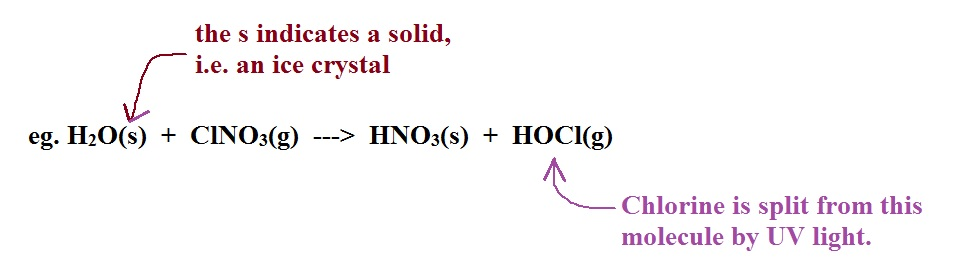 the s indicates a solid,
i.e. an ice crystal
eg. H₂O(s) + ClNO₃(g) ---> HNO₃(s) + HOCl(g)
Chlorine is split from this
molecule by UV light.